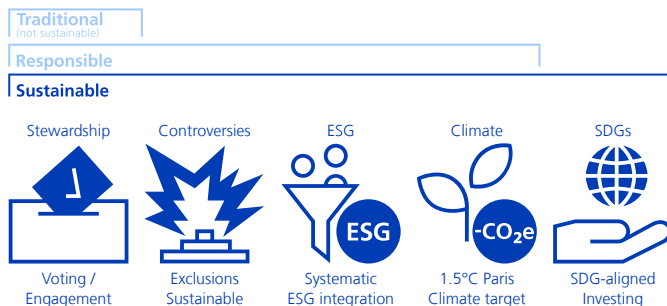 Traditional
(not sustainable)
Responsible
Sustainable
Stewardship
Controversies
ESG
Climate
SDGs
ESG
-CO₂e
Voting /
Engagement
Exclusions
Sustainable
Systematic
ESG integration
1.5°C Paris
Climate target
SDG-aligned
Investing